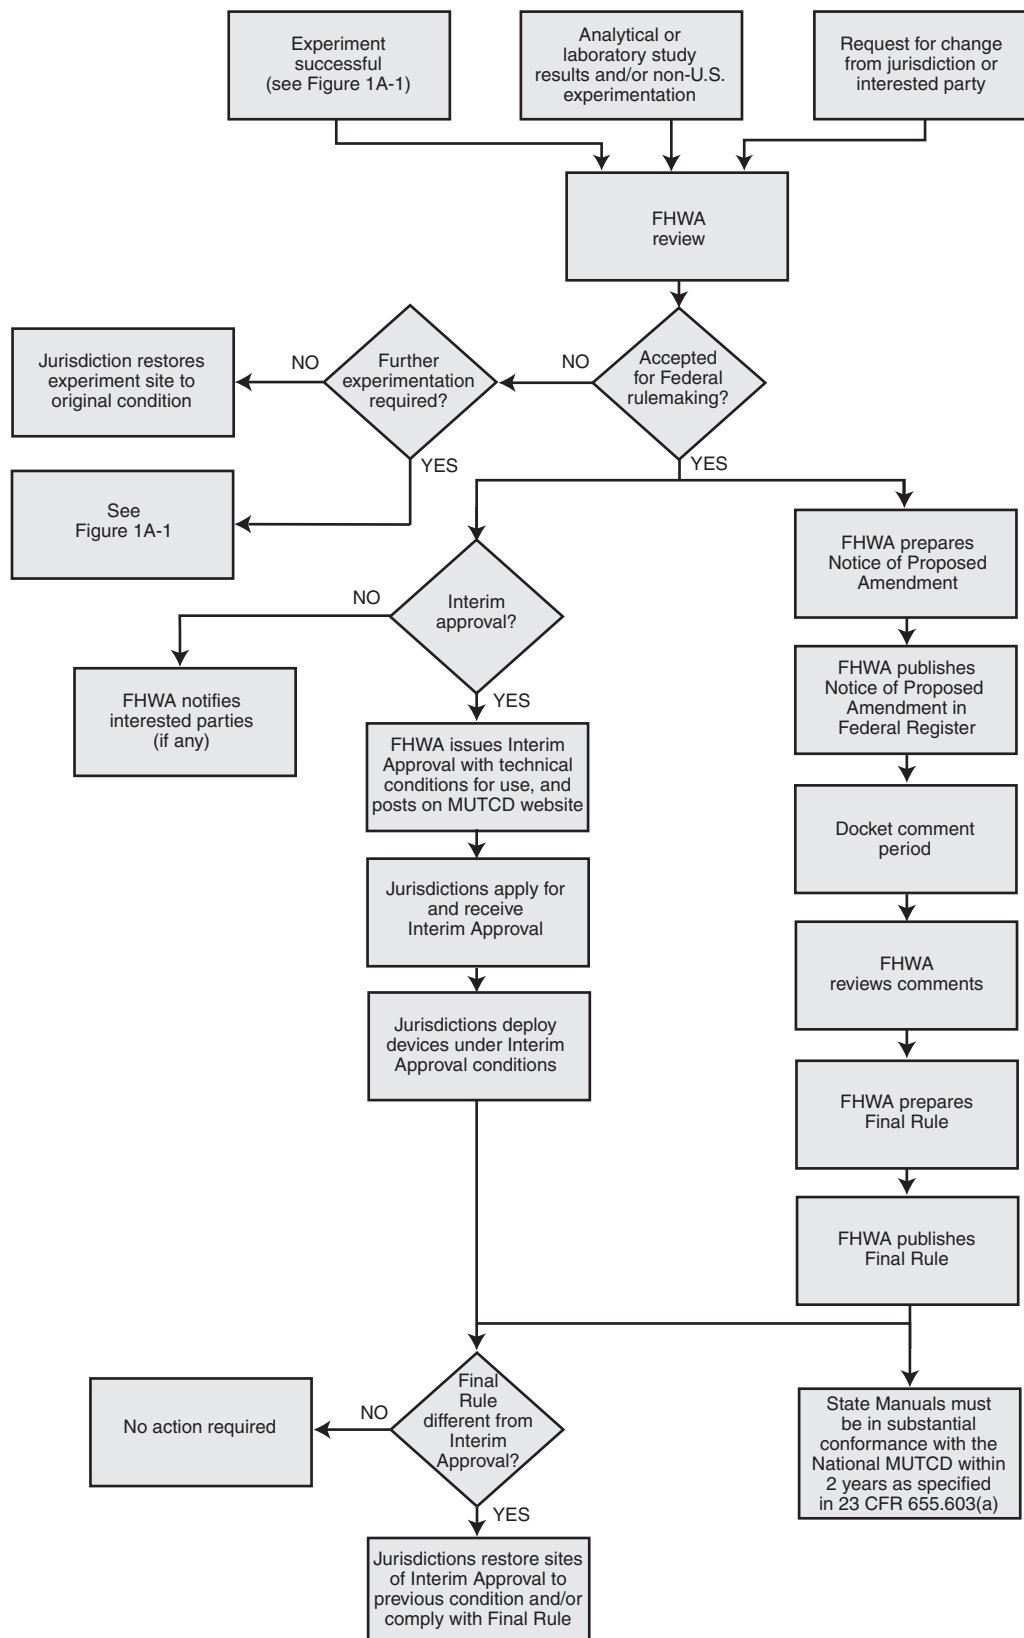 Experiment
successful
(see Figure 1A-1)
Analytical or
laboratory study
results and/or non-U.S.
experimentation
Request for change
from jurisdiction or
interested party
FHWA
review
Accepted
for Federal
rulemaking?
NO
YES
Further
experimentation
required?
NO
YES
Jurisdiction restores
experiment site to
original condition
See
Figure 1A-1
Interim
approval?
NO
YES
FHWA notifies
interested parties
(if any)
FHWA issues Interim
Approval with technical
conditions for use, and
posts on MUTCD website
Jurisdictions apply for
and receive
Interim Approval
Jurisdictions deploy
devices under Interim
Approval conditions
FHWA prepares
Notice of Proposed
Amendment
FHWA publishes
Notice of Proposed
Amendment in
Federal Register
Docket comment
period
FHWA
reviews comments
FHWA prepares
Final Rule
FHWA publishes
Final Rule
Final
Rule
different from
Interim
Approval?
NO
YES
No action required
Jurisdictions restore sites
of Interim Approval to
previous condition and/or
comply with Final Rule
State Manuals must
be in substantial
conformance with the
National MUTCD within
2 years as specified
in 23 CFR 655.603(a)